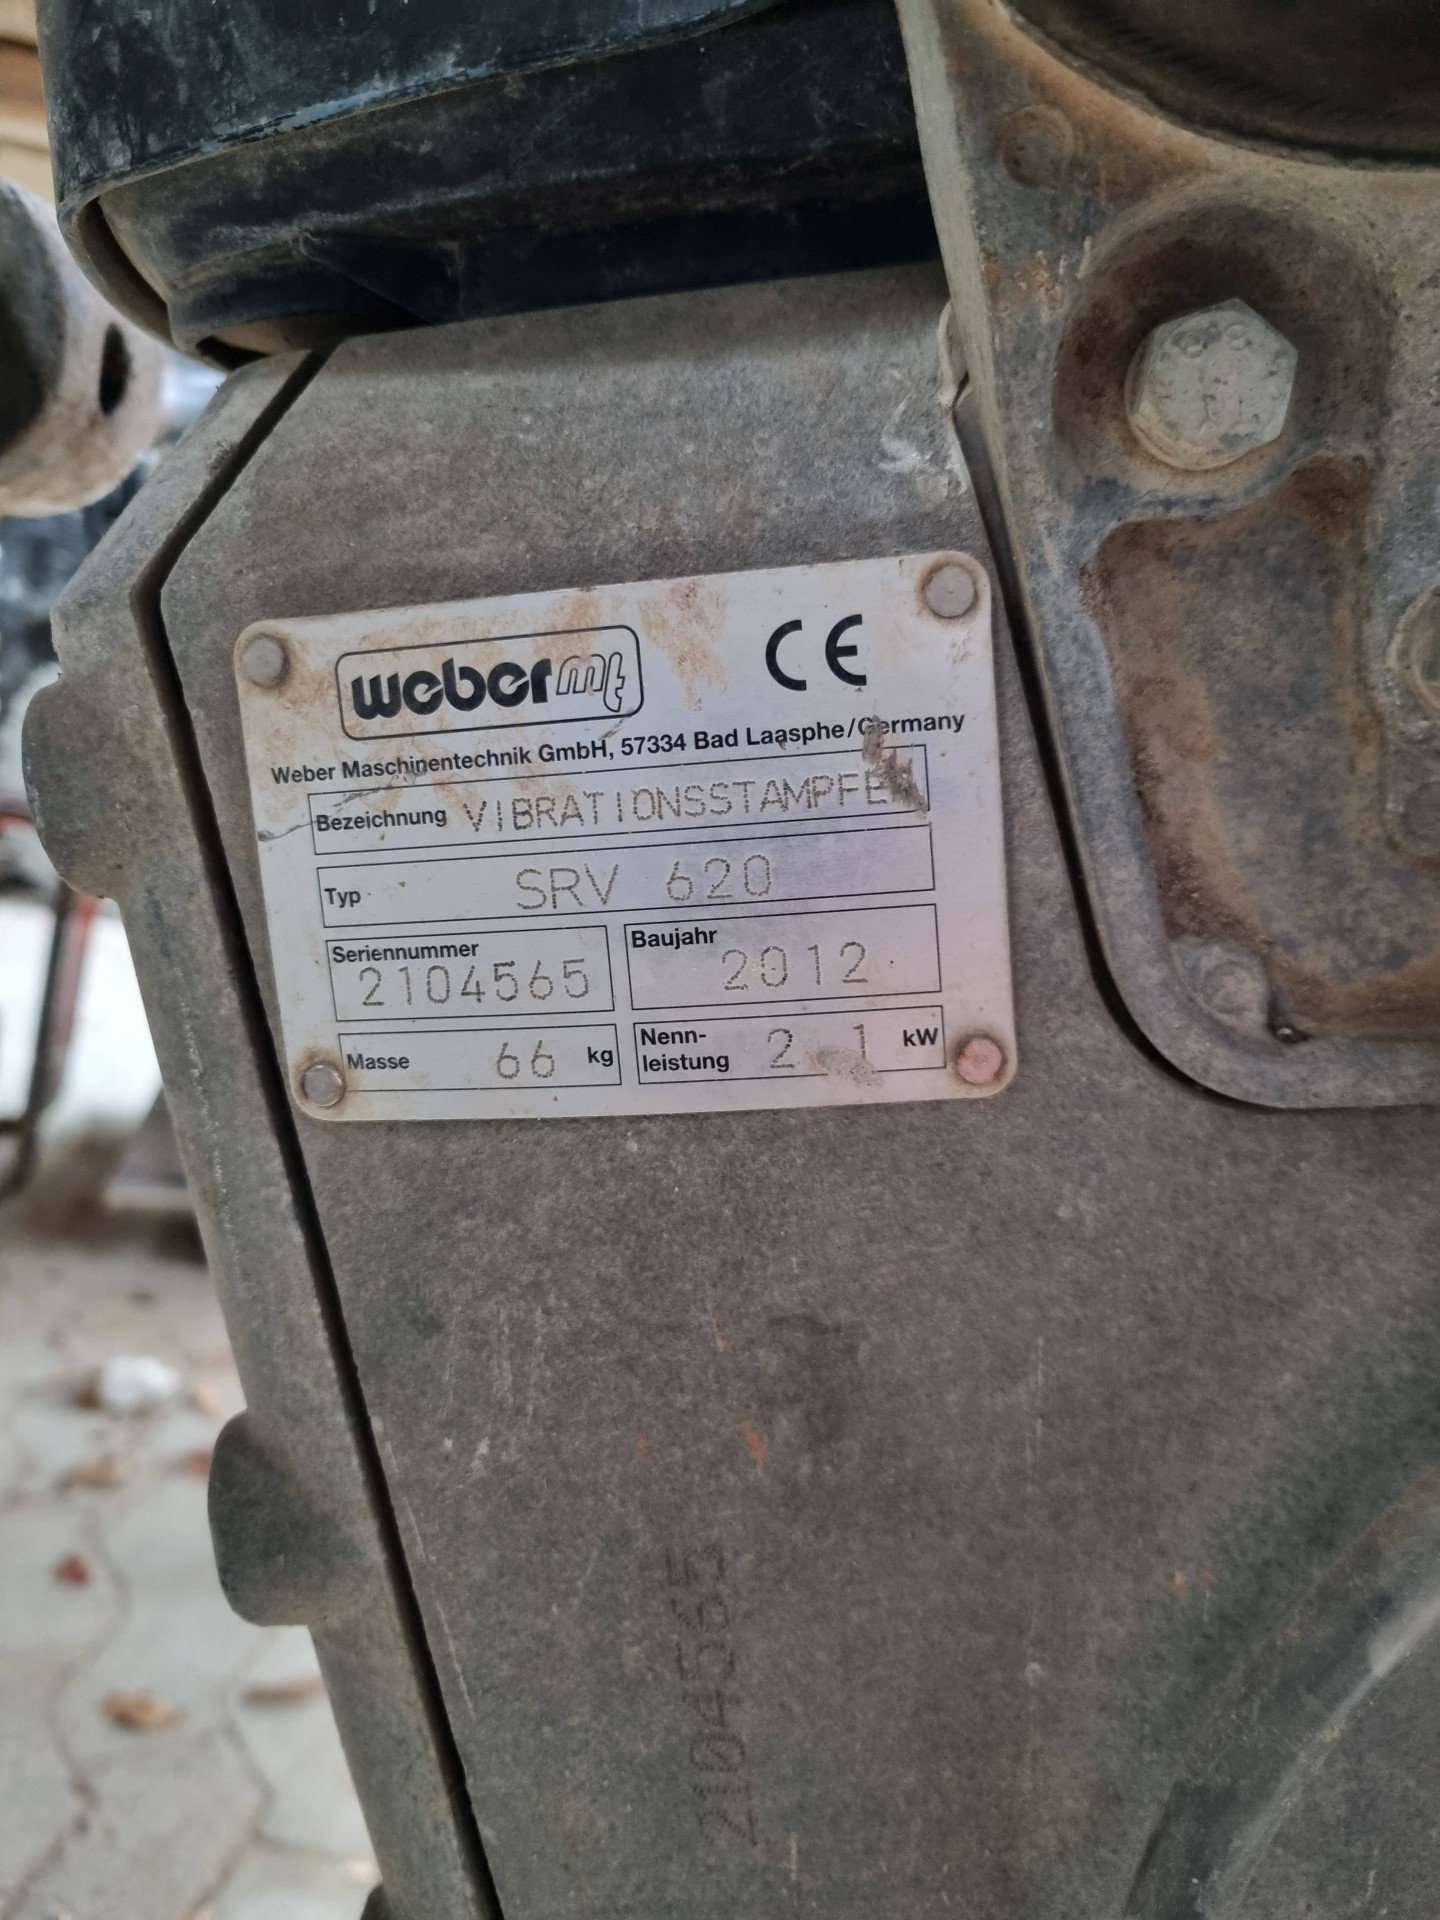 weber mt
CE
Weber Maschinentechnik GmbH, 57334 Bad Laasphe/Germany
Bezeichnung VIBRATIONSSTAMPFER
Typ SRV 620
Seriennummer 2104565
Baujahr 2012
Masse 66 kg
Nenn-
leistung 2 1 kW
2104565